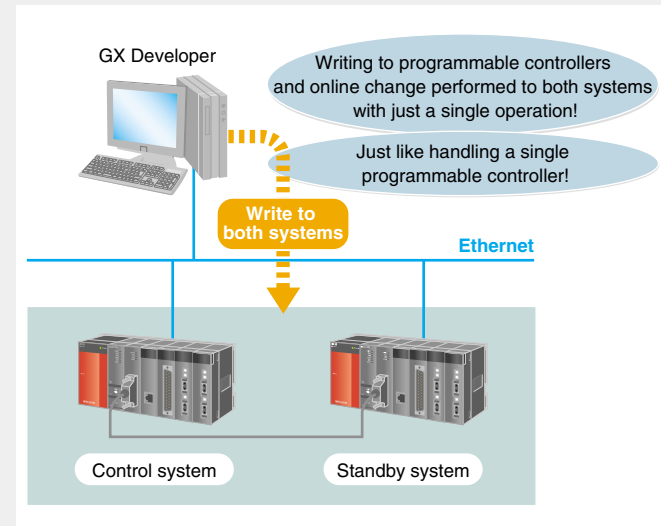 GX Developer
Writing to programmable controllers
and online change performed to both systems
with just a single operation!
Just like handling a single
programmable controller!
Write to
both systems
Ethernet
Control system
Standby system